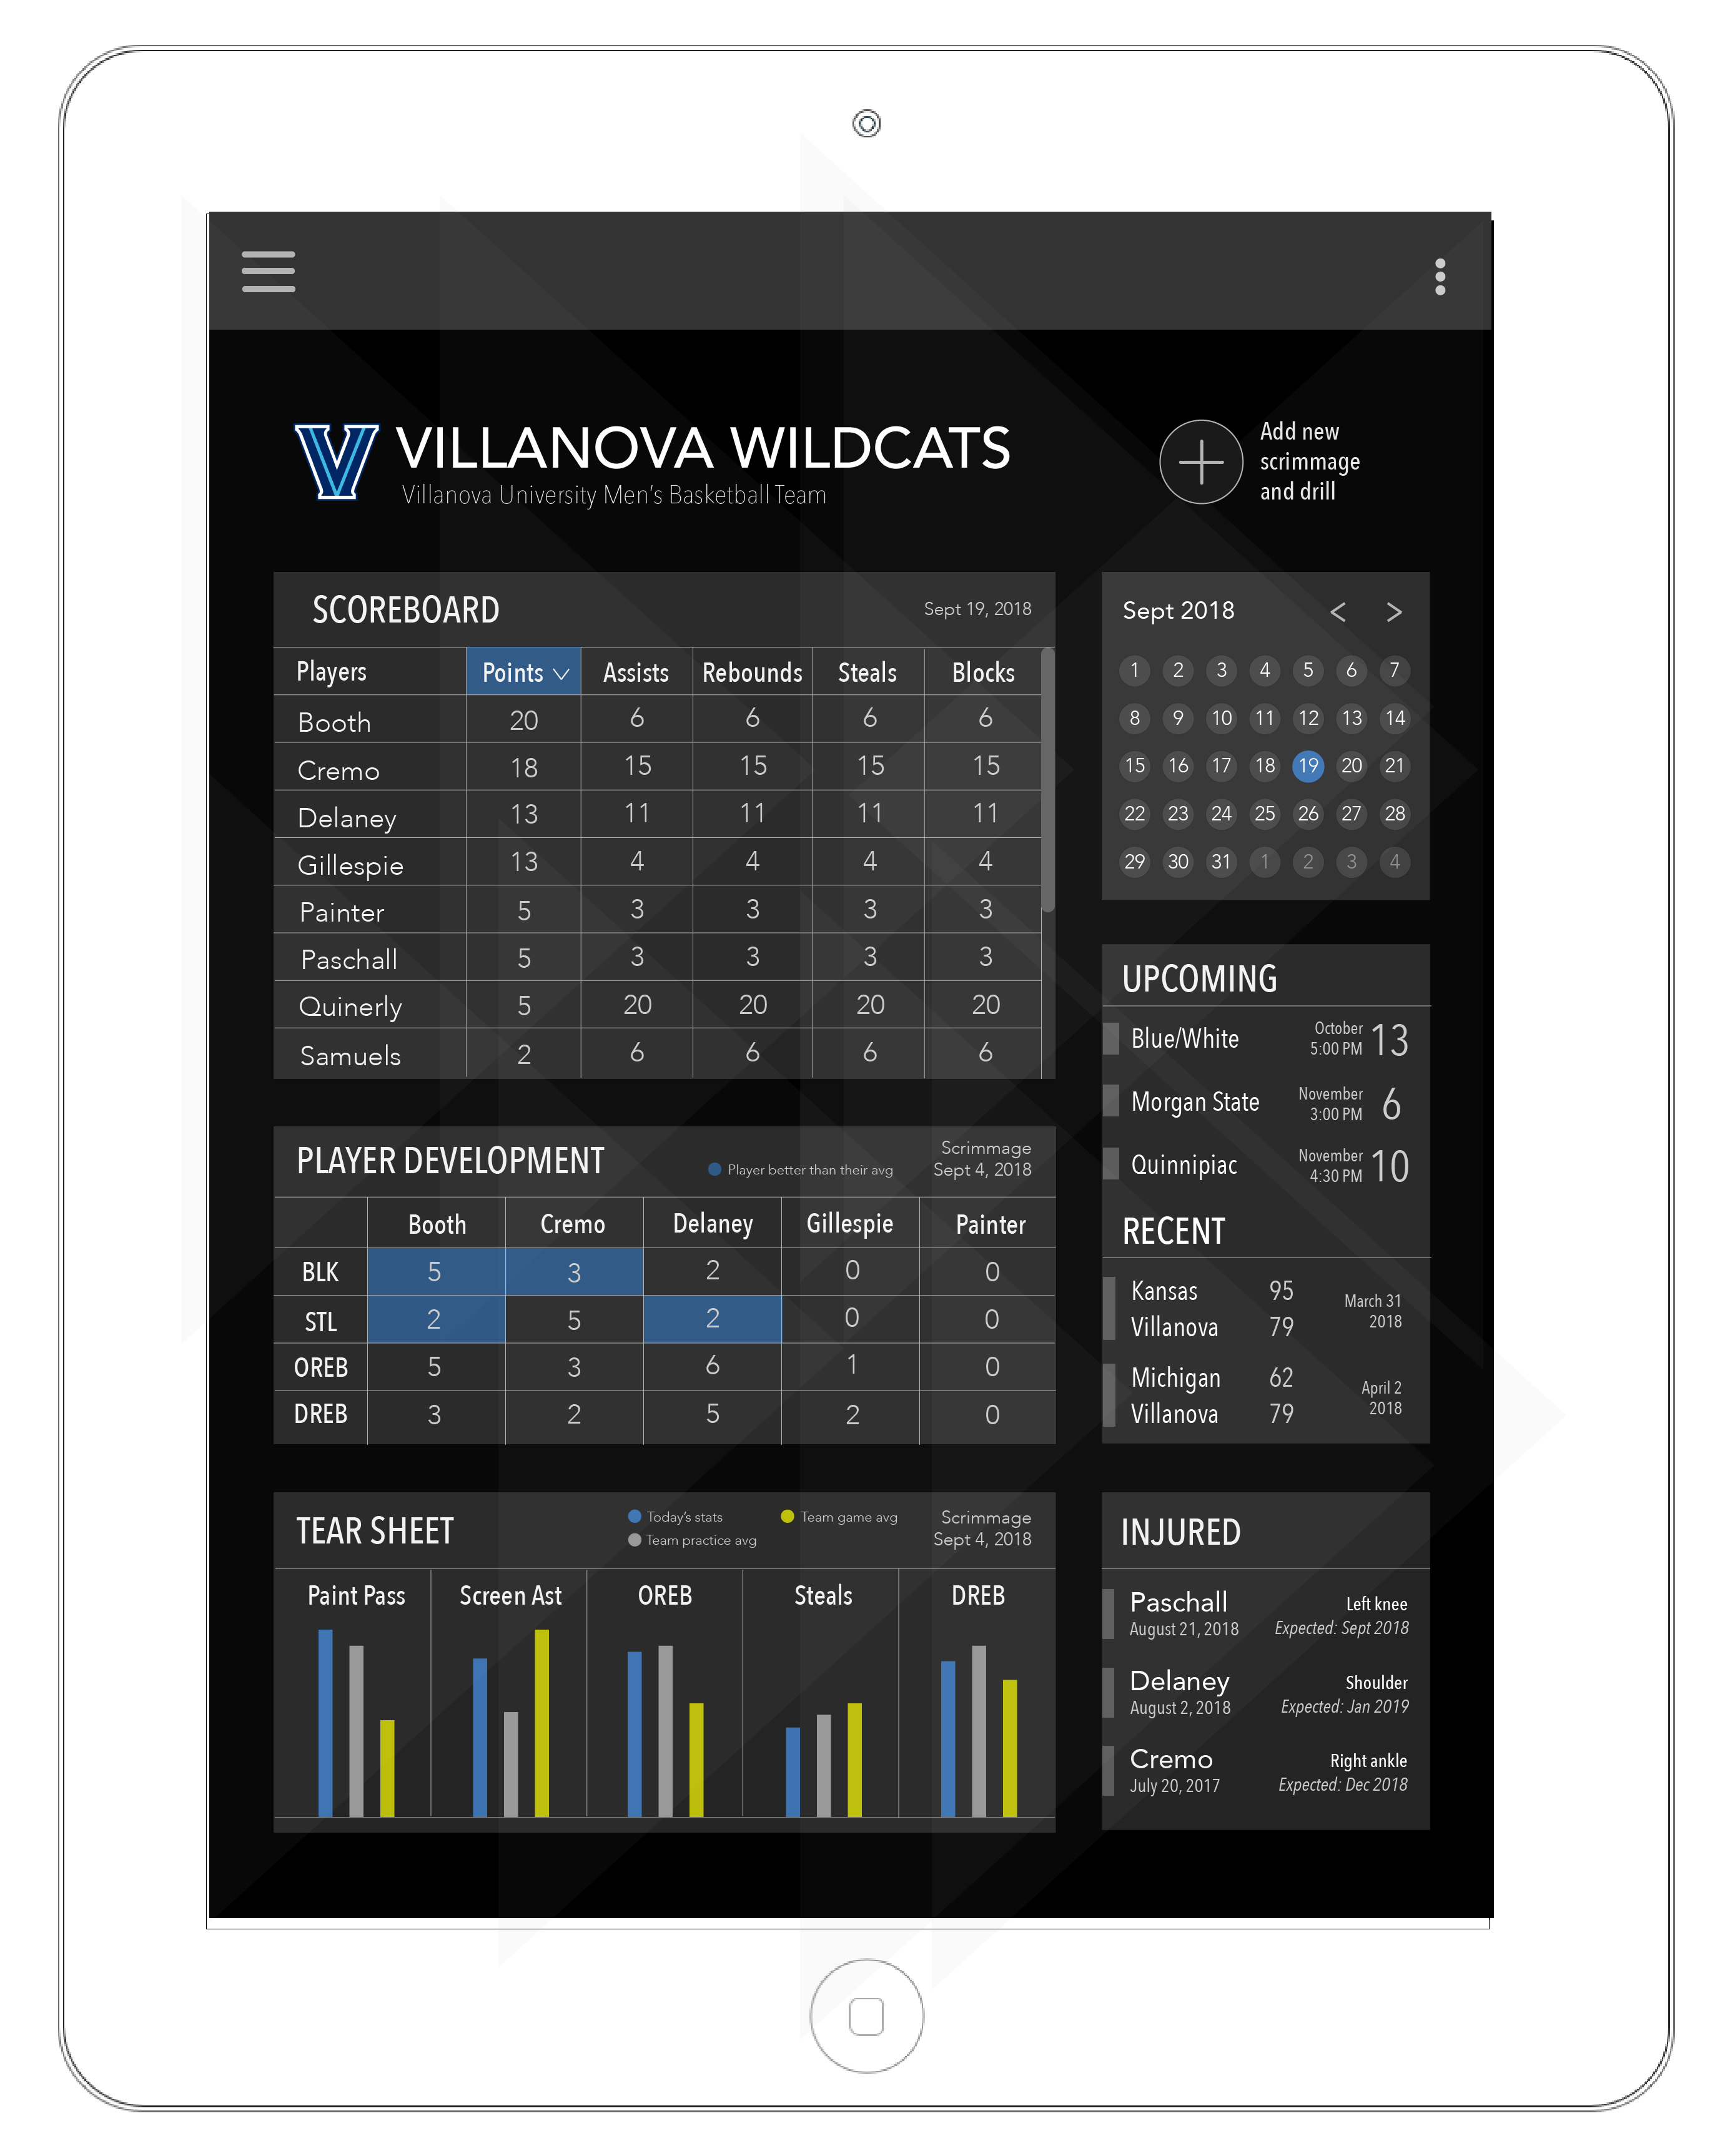 V VILLANOVA WILDCATS
Villanova University Men's Basketball Team
Add new
scrimmage
and drill
SCOREBOARD
Sept 19, 2018
Players Points Assists Rebounds Steals Blocks
Booth 20 6 6 6 6
Cremo 18 15 15 15 15
Delaney 13 11 11 11 11
Gillespie 13 4 4 4 4
Painter 5 3 3 3 3
Paschall 5 3 3 3 3
Quinerly 5 20 20 20 20
Samuels 2 6 6 6 6
Sept 2018 < >
1 2 3 4 5 6 7
8 9 10 11 12 13 14
15 16 17 18 19 20 21
22 23 24 25 26 27 28
29 30 31 1 2 3 4
UPCOMING
Blue/White October 13
5:00 PM
Morgan State November 6
3:00 PM
Quinnipiac November 10
4:30 PM
RECENT
Kansas 95 March 31
Villanova 79 2018
Michigan 62 April 2
Villanova 79 2018
PLAYER DEVELOPMENT
Player better than their avg
Scrimmage
Sept 4, 2018
Booth Cremo Delaney Gillespie Painter
BLK 5 3 2 0 0
STL 2 5 2 0 0
OREB 5 3 6 1 0
DREB 3 2 5 2 0
TEAR SHEET
Today's stats Team game avg
Team practice avg
Scrimmage
Sept 4, 2018
Paint Pass Screen Ast OREB Steals DREB
INJURED
Paschall Left knee
August 21, 2018 Expected: Sept 2018
Delaney Shoulder
August 2, 2018 Expected: Jan 2019
Cremo Right ankle
July 20, 2017 Expected: Dec 2018